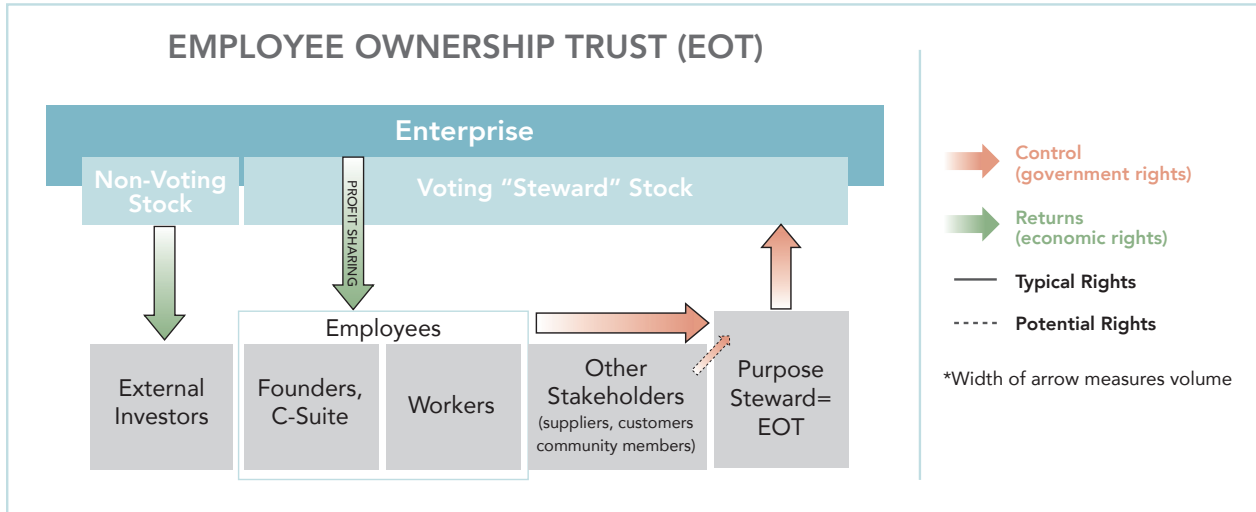 EMPLOYEE OWNERSHIP TRUST (EOT)
Enterprise
Non-Voting
Stock
Voting “Steward” Stock
PROFIT SHARING
Employees
External
Investors
Founders,
C-Suite
Workers
Other
Stakeholders
(suppliers, customers
community members)
Purpose
Steward=
EOT
Control
(government rights)
Returns
(economic rights)
Typical Rights
Potential Rights
*Width of arrow measures volume